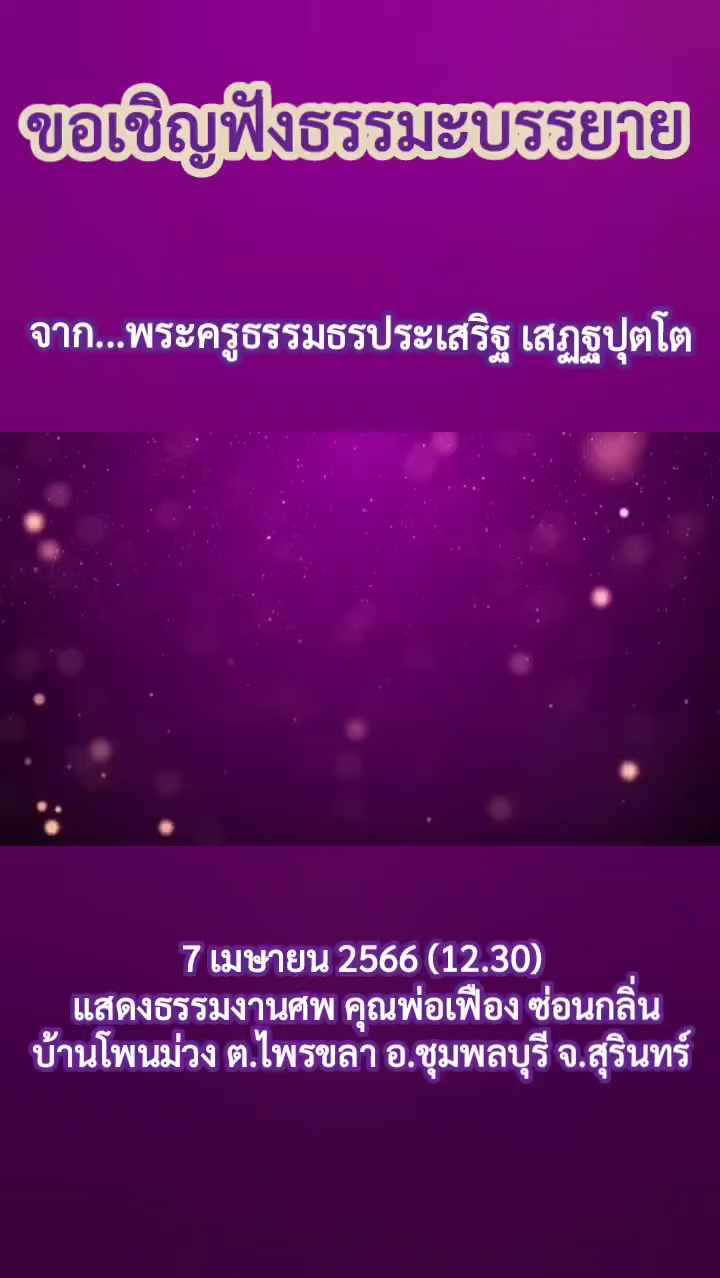 ขอเชิญฟังธรรมะบรรยาย
จาก...พระครูธรรมธรประเสริฐ เสฏฐปุตโต
7 เมษายน 2566 (12.30)
แสดงธรรมงานศพ คุณพ่อเฟือง ซ่อนกลิ่น
บ้านโพนม่วง ต.ไพรขลา อ.ชุมพลบุรี จ.สุรินทร์